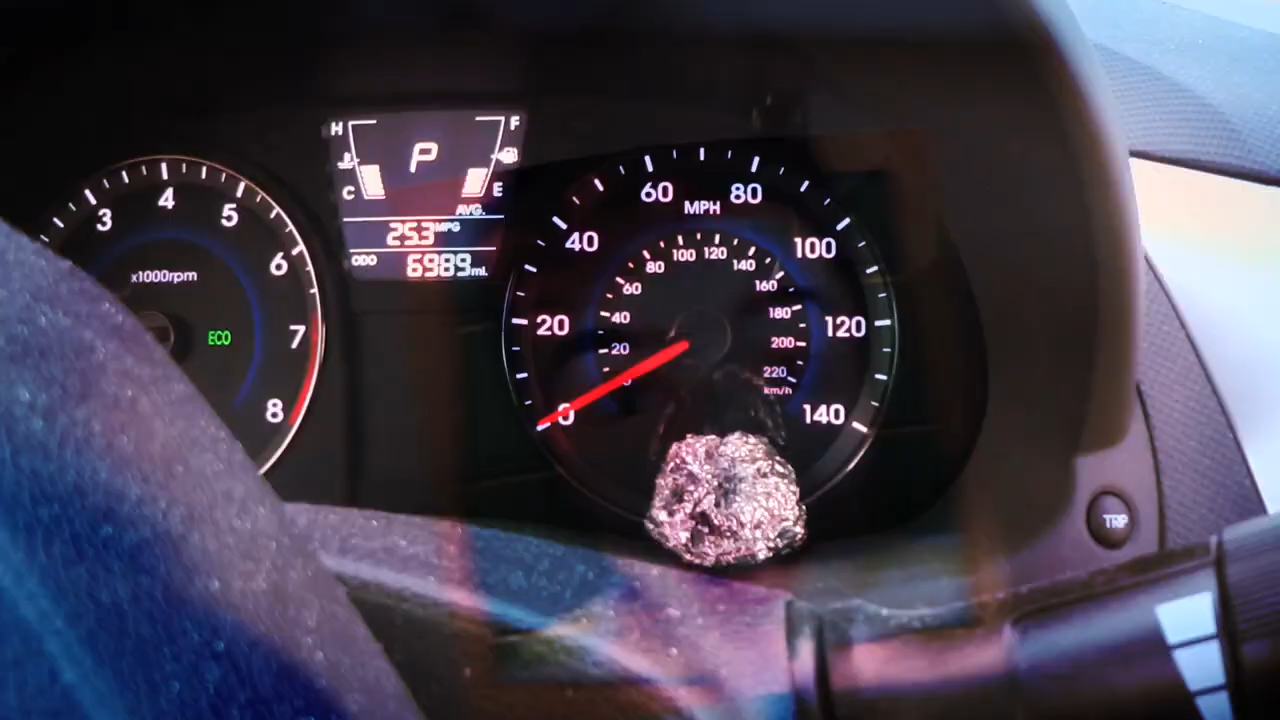 3 4 5 6 7 8
x1000rpm
ECO
H F
P
C E
AVG.
25.3 MPG
ODO 6989 mi.
0 20 40 60 80 100 120 140
MPH
20 40 60 80 100 120 140 160 180 200 220
km/h
TRP